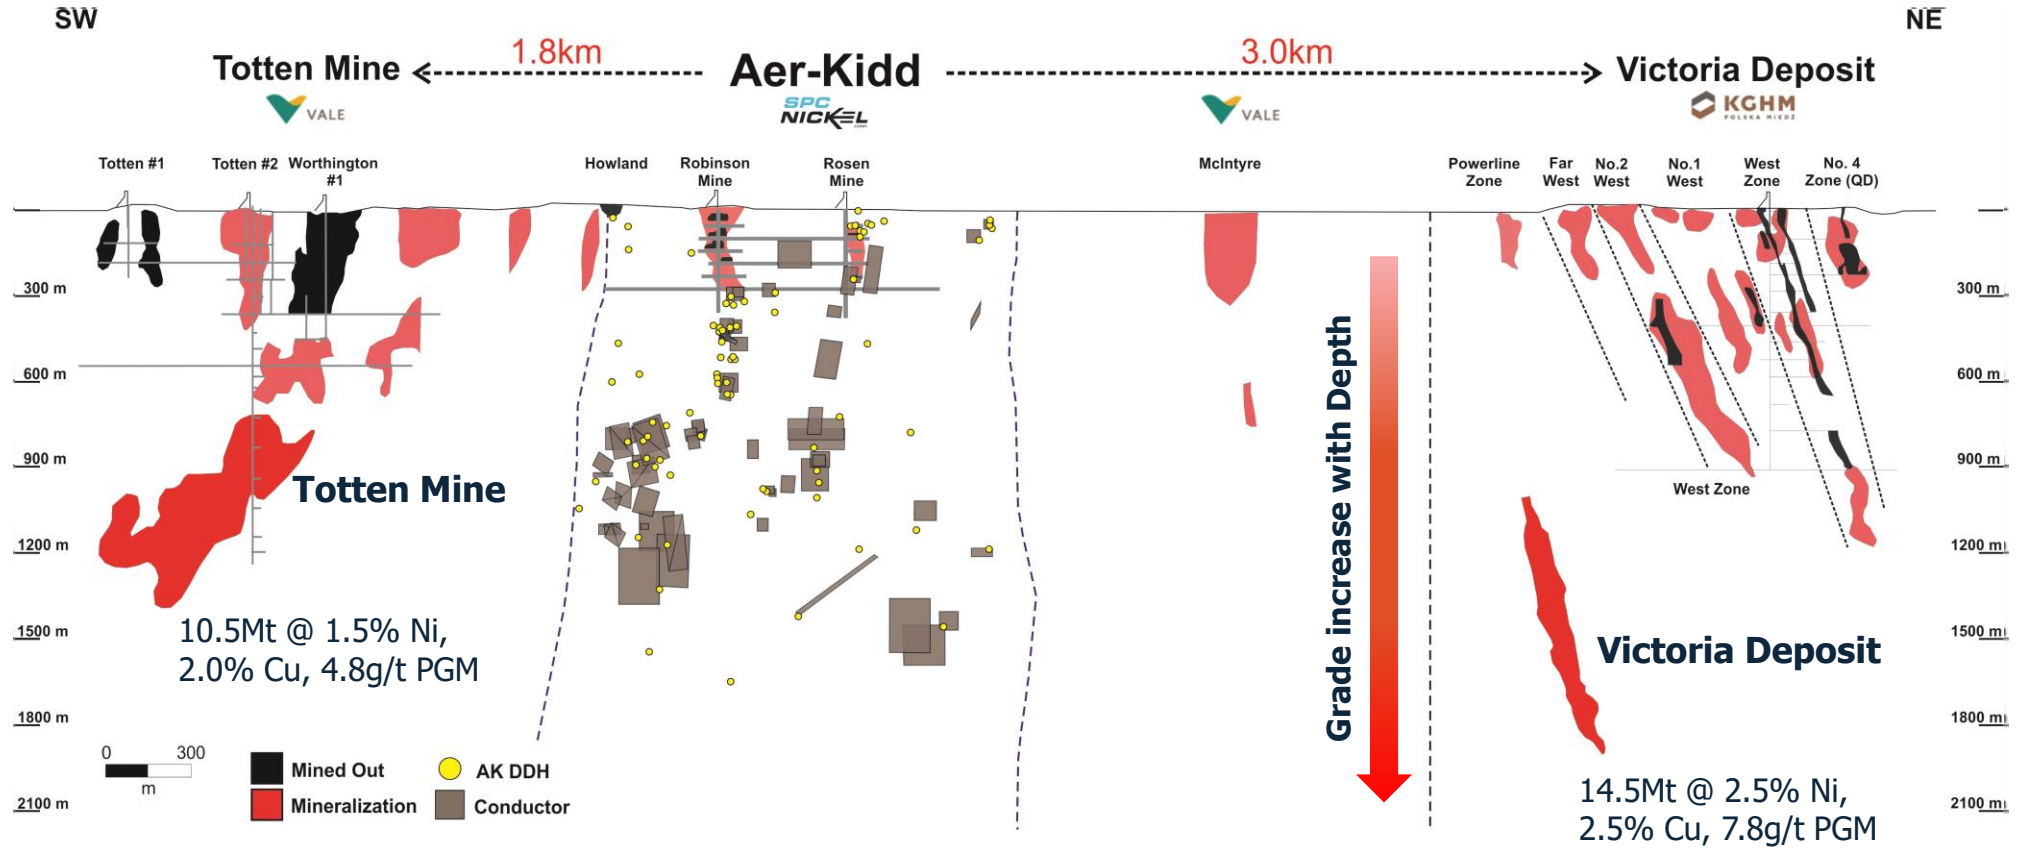 SW
NE
1.8km
3.0km
Totten Mine
Aer-Kidd
Victoria Deposit
VALE
SPC
NICKEL
VALE
KGHM
POLSKA MIEDŹ
Totten #1
Totten #2
Worthington
#1
Howland
Robinson
Mine
Rosen
Mine
McIntyre
Powerline
Zone
Far
West
No.2
West
No.1
West
West
Zone
No. 4
Zone (QD)
300 m
600 m
900 m
1200 m
1500 m
1800 m
2100 m
300 m
600 m
900 m
1200 m
1500 m
1800 m
2100 m
Totten Mine
10.5Mt @ 1.5% Ni,
2.0% Cu, 4.8g/t PGM
Grade increase with Depth
West Zone
Victoria Deposit
14.5Mt @ 2.5% Ni,
2.5% Cu, 7.8g/t PGM
0 300
m
Mined Out
Mineralization
AK DDH
Conductor